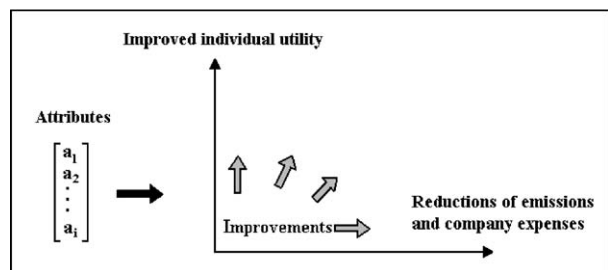 Improved individual utility
Attributes
a1
a2
:
:
ai
Improvements
Reductions of emissions
and company expenses